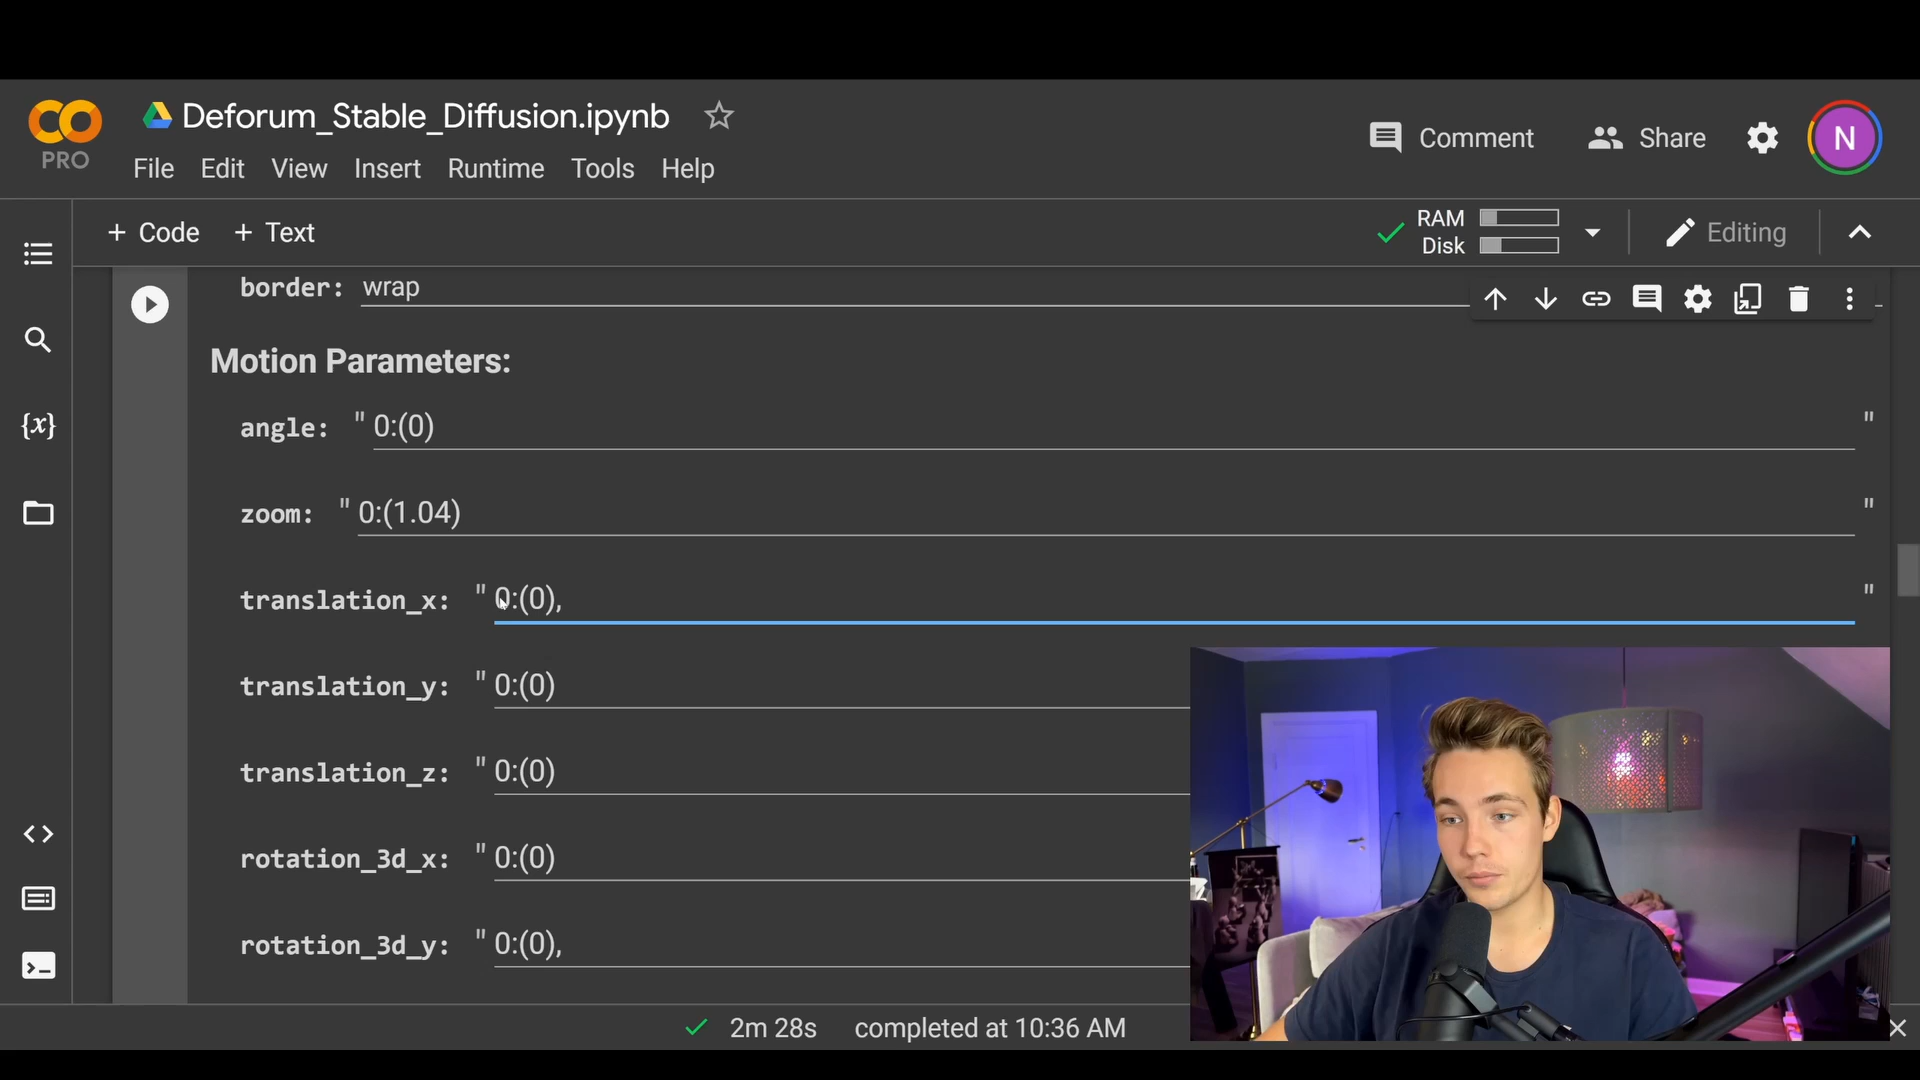 Deforum_Stable_Diffusion.ipynb
PRO
File Edit View Insert Runtime Tools Help
Comment Share N
+ Code + Text
RAM
Disk
Editing
border: wrap
Motion Parameters:
angle: " 0:(0) "
zoom: " 0:(1.04) "
translation_x: " 0:(0), "
translation_y: " 0:(0)
translation_z: " 0:(0)
rotation_3d_x: " 0:(0)
rotation_3d_y: " 0:(0),
{x}
2m 28s completed at 10:36 AM